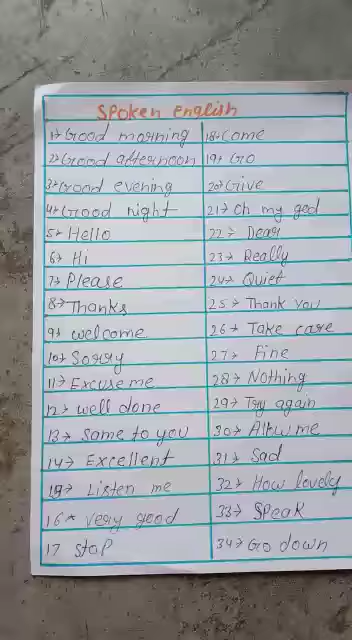 Spoken english
1→ Good morning
2→ Good afternoon
3→ Good evening
4→ Good night
5→ Hello
6→ Hi
7→ Please
8→ Thanks
9→ welcome
10→ Sorry
11→ Excuse me
12→ well done
13→ Same to you
14→ Excellent
15→ Listen me
16→ very good
17 stop
18→ Come
19→ Go
20→ Give
21→ Oh my god
22→ Dear
23→ Really
24→ Quiet
25→ Thank you
26→ Take care
27→ Fine
28→ Nothing
29→ Try again
30→ Allow me
31→ Sad
32→ How lovely
33→ Speak
34→ Go down